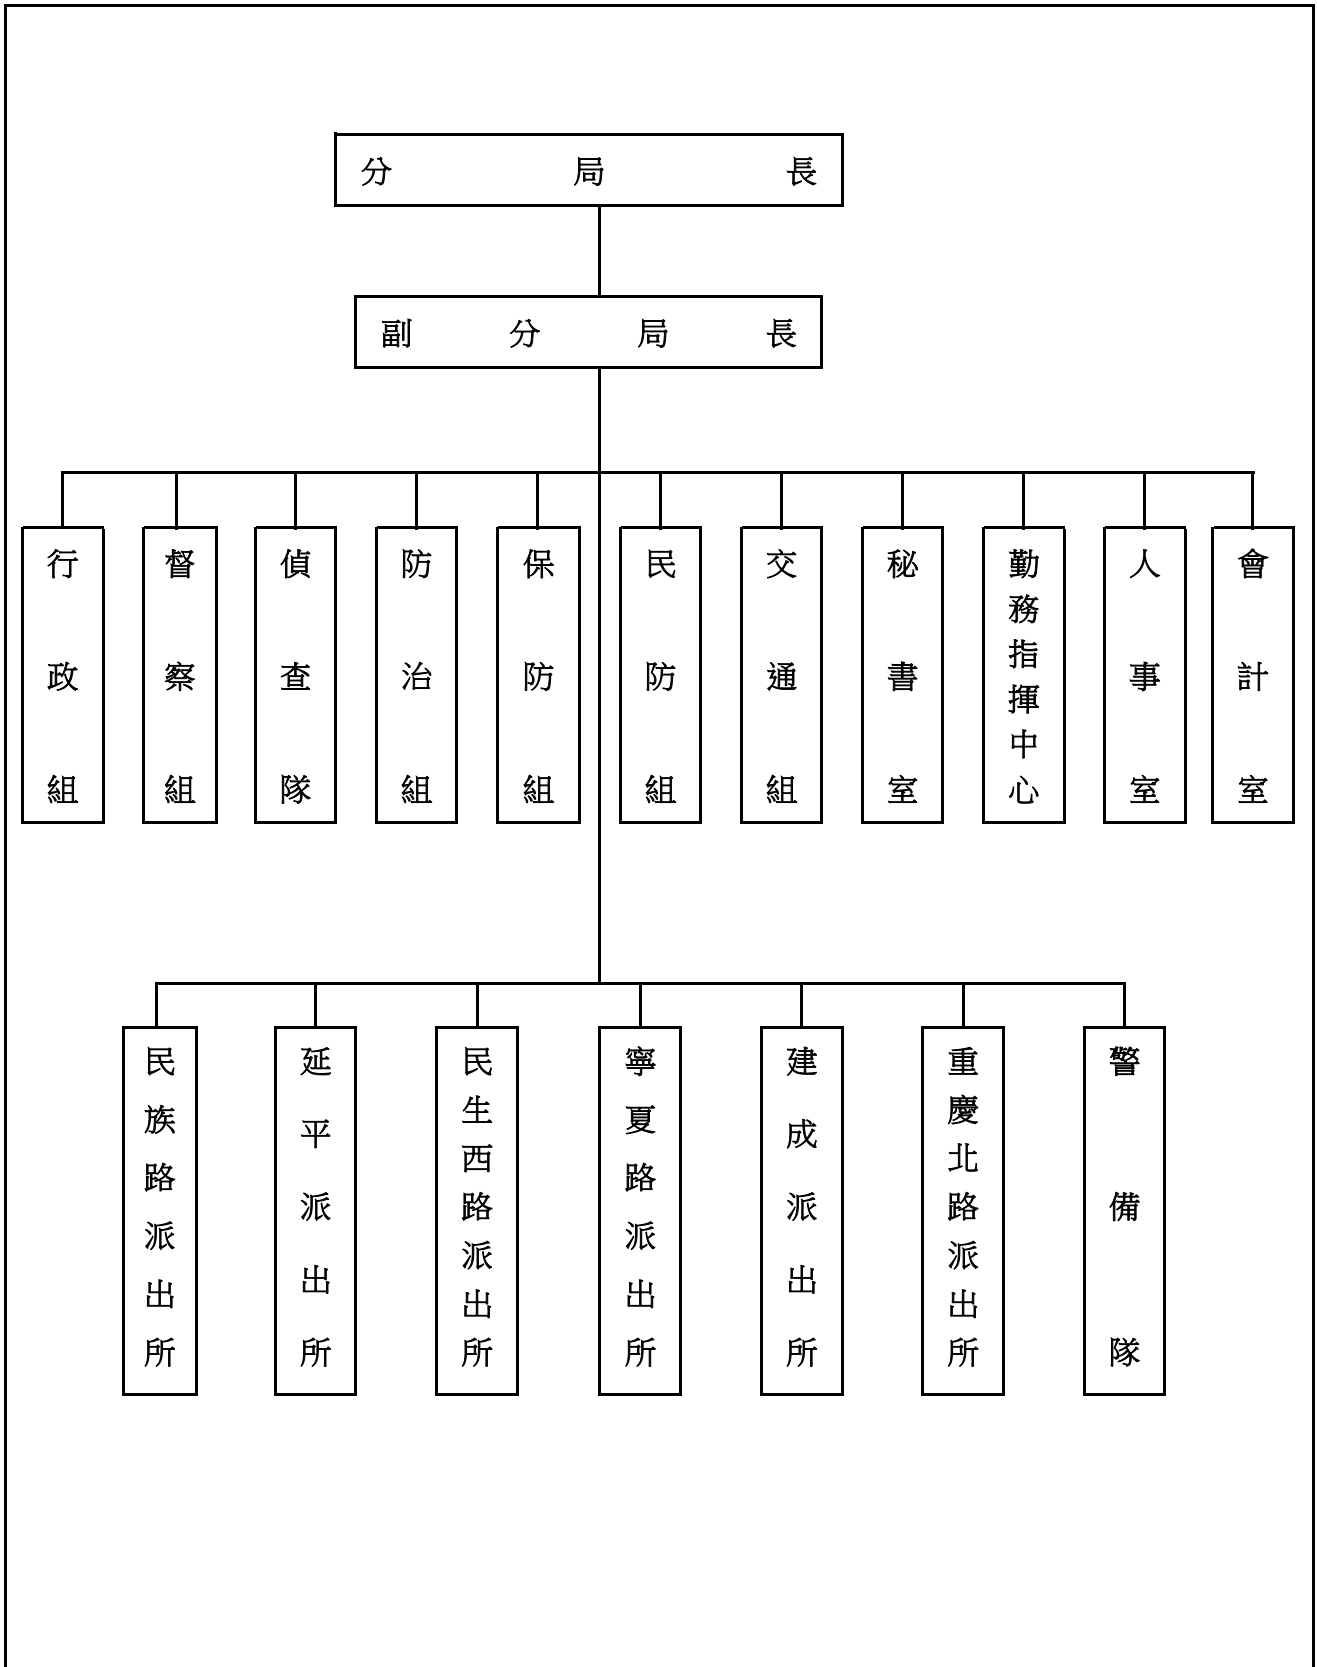 分局長
副分局長
行政組
督察組
偵查隊
防治組
保防組
民防組
交通組
秘書室
勤務指揮中心
人事室
會計室
民族路派出所
延平派出所
民生西路派出所
寧夏路派出所
建成派出所
重慶北路派出所
警備隊